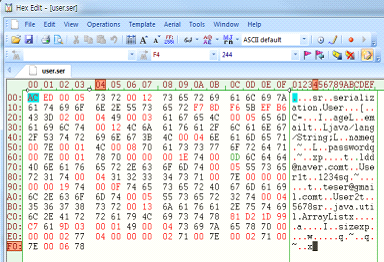 Hex Edit - [user.ser]
File Edit View Operations Template Aerial Tools Window Help
ASCII default
F4 244
user.ser
00 01 02 03 04 05 06 07 08 09 0A 0B 0C 0D 0E 0F 0123456789ABCDEF
00: AC ED 00 05 73 72 00 12 73 65 72 69 61 6C 69 7A ....sr..serializ
10: 61 74 69 6F 6E 2E 55 73 65 72 F7 8D F6 5B EF B6 ation.User...[..
20: 43 3D 02 00 04 49 00 03 61 67 65 4C 00 05 65 6D C=...I..ageL..em
30: 61 69 6C 74 00 12 4C 6A 61 76 61 2F 6C 61 6E 67 ailt..Ljava/lang
40: 2F 53 74 72 69 6E 67 3B 4C 00 04 6E 61 6D 65 71 /String;L..nameq
50: 00 7E 00 01 4C 00 08 70 61 73 73 77 6F 72 64 71 .~..L..passwordq
60: 00 7E 00 01 78 70 00 00 00 1E 74 00 0D 6C 64 64 .~..xp....t..ldd
70: 40 6E 61 76 65 72 2E 63 6F 6D 74 00 05 55 73 65 @naver.comt..Use
80: 72 31 74 00 04 31 32 33 34 73 71 00 7E 00 00 00 r1t..1234sq.~...
90: 00 00 19 74 00 0F 74 65 73 65 72 40 67 6D 61 69 ...t..teser@gmai
A0: 6C 2E 63 6F 6D 74 00 05 55 73 65 72 32 74 00 04 l.comt..User2t..
B0: 35 36 37 38 73 72 00 13 6A 61 76 61 2E 75 74 69 5678sr..java.uti
C0: 6C 2E 41 72 72 61 79 4C 69 73 74 78 81 D2 1D 99 l.ArrayListx....
D0: C7 61 9D 03 00 01 49 00 04 73 69 7A 65 78 70 00 .a....I..sizexp.
E0: 00 00 02 77 04 00 00 00 02 71 00 7E 00 02 71 00 ...w.....q.~..q.
F0: 7E 00 06 78 ~..x